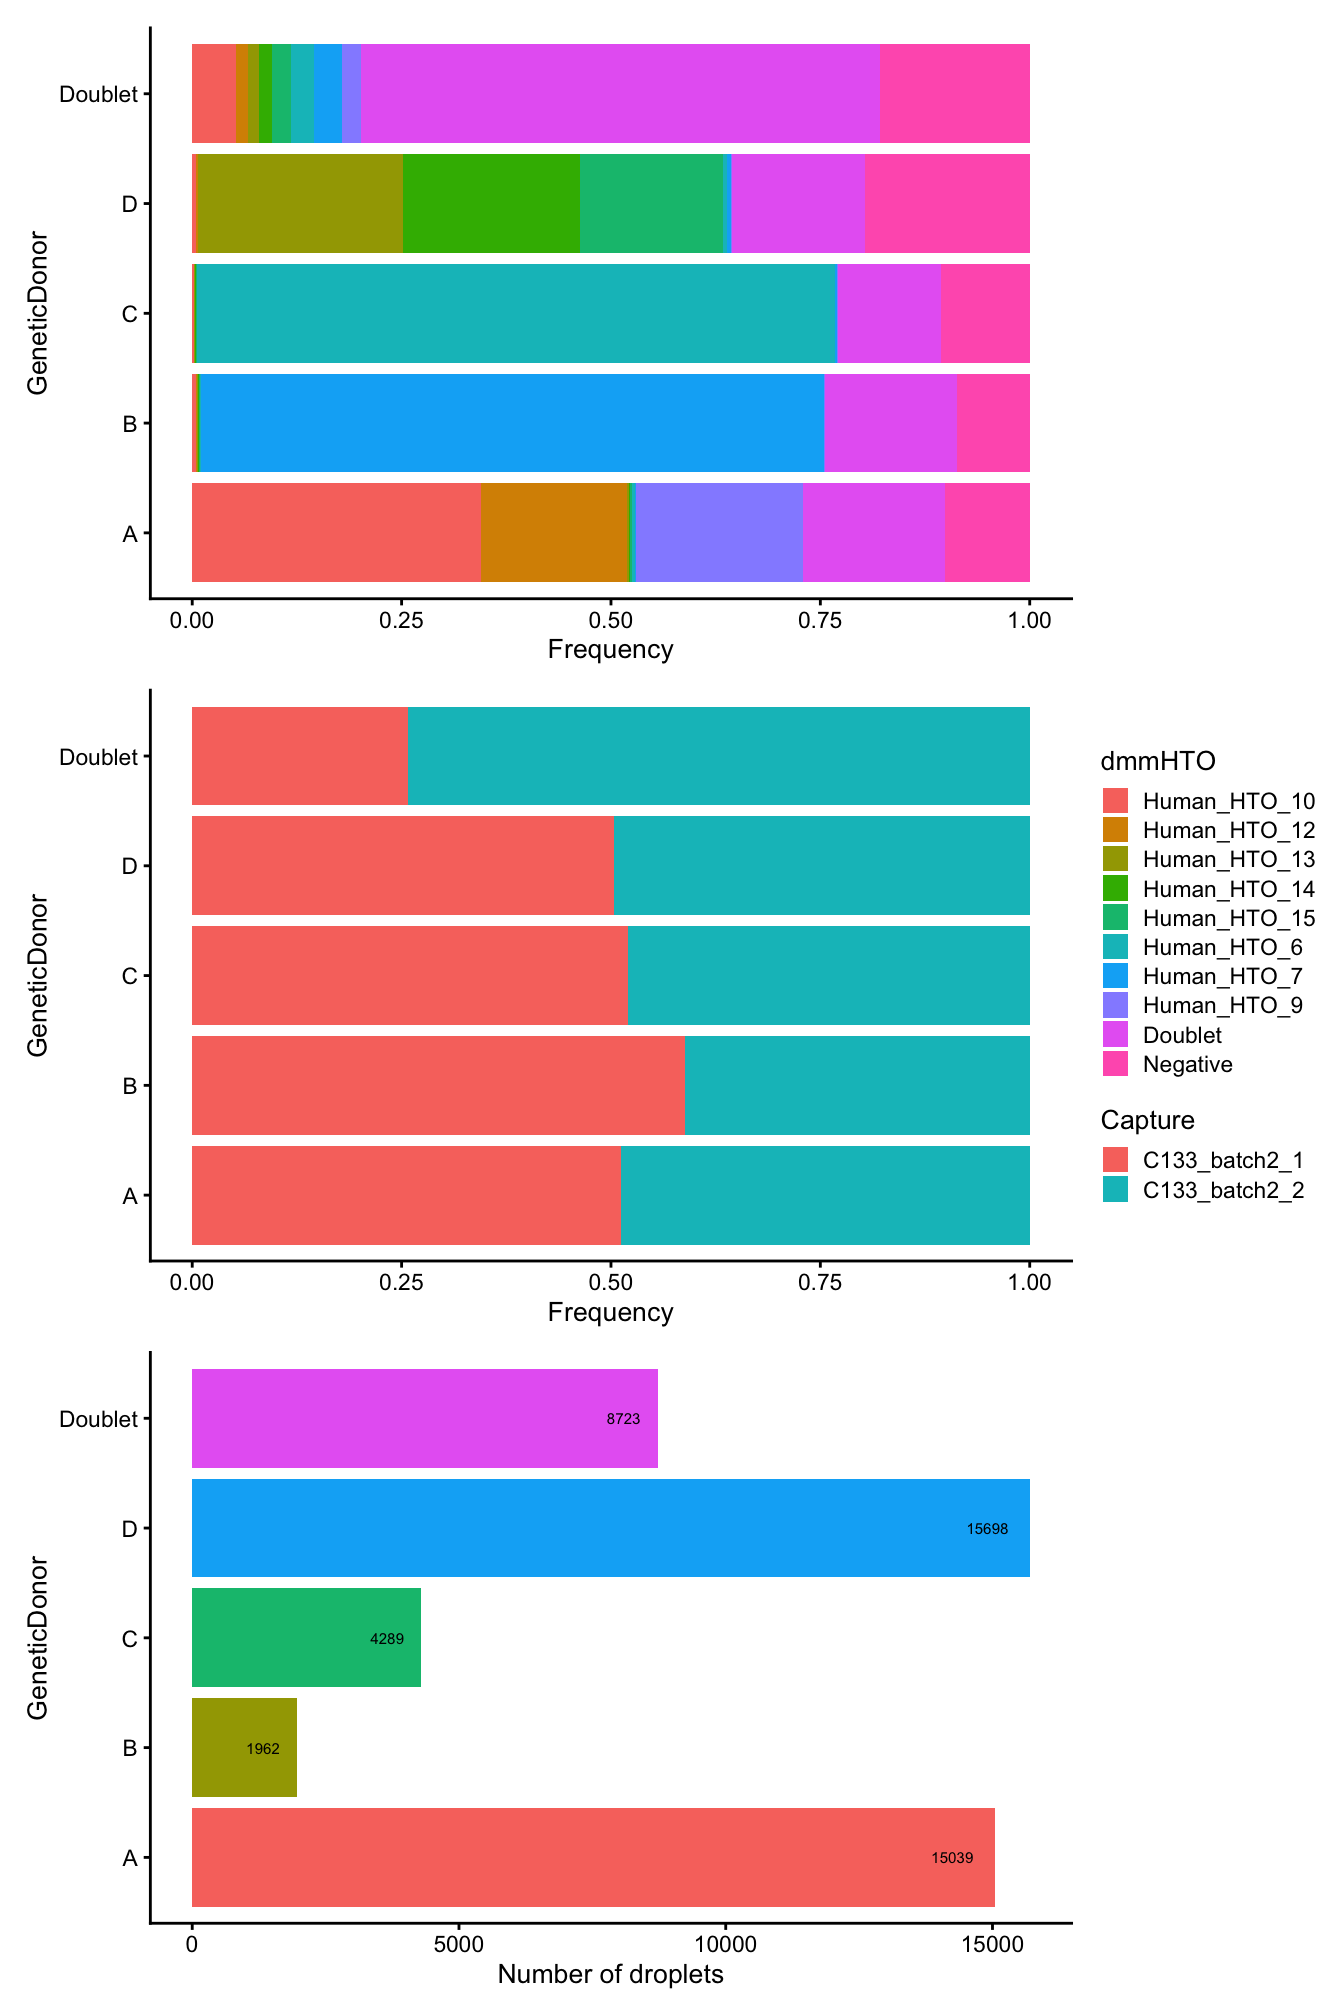 GeneticDonor
Doublet
D
C
B
A
0.00 0.25 0.50 0.75 1.00
Frequency
GeneticDonor
Doublet
D
C
B
A
0.00 0.25 0.50 0.75 1.00
Frequency
dmmHTO
Human_HTO_10
Human_HTO_12
Human_HTO_13
Human_HTO_14
Human_HTO_15
Human_HTO_6
Human_HTO_7
Human_HTO_9
Doublet
Negative
Capture
C133_batch2_1
C133_batch2_2
GeneticDonor
Doublet 8723
D 15698
C 4289
B 1962
A 15039
0 5000 10000 15000
Number of droplets